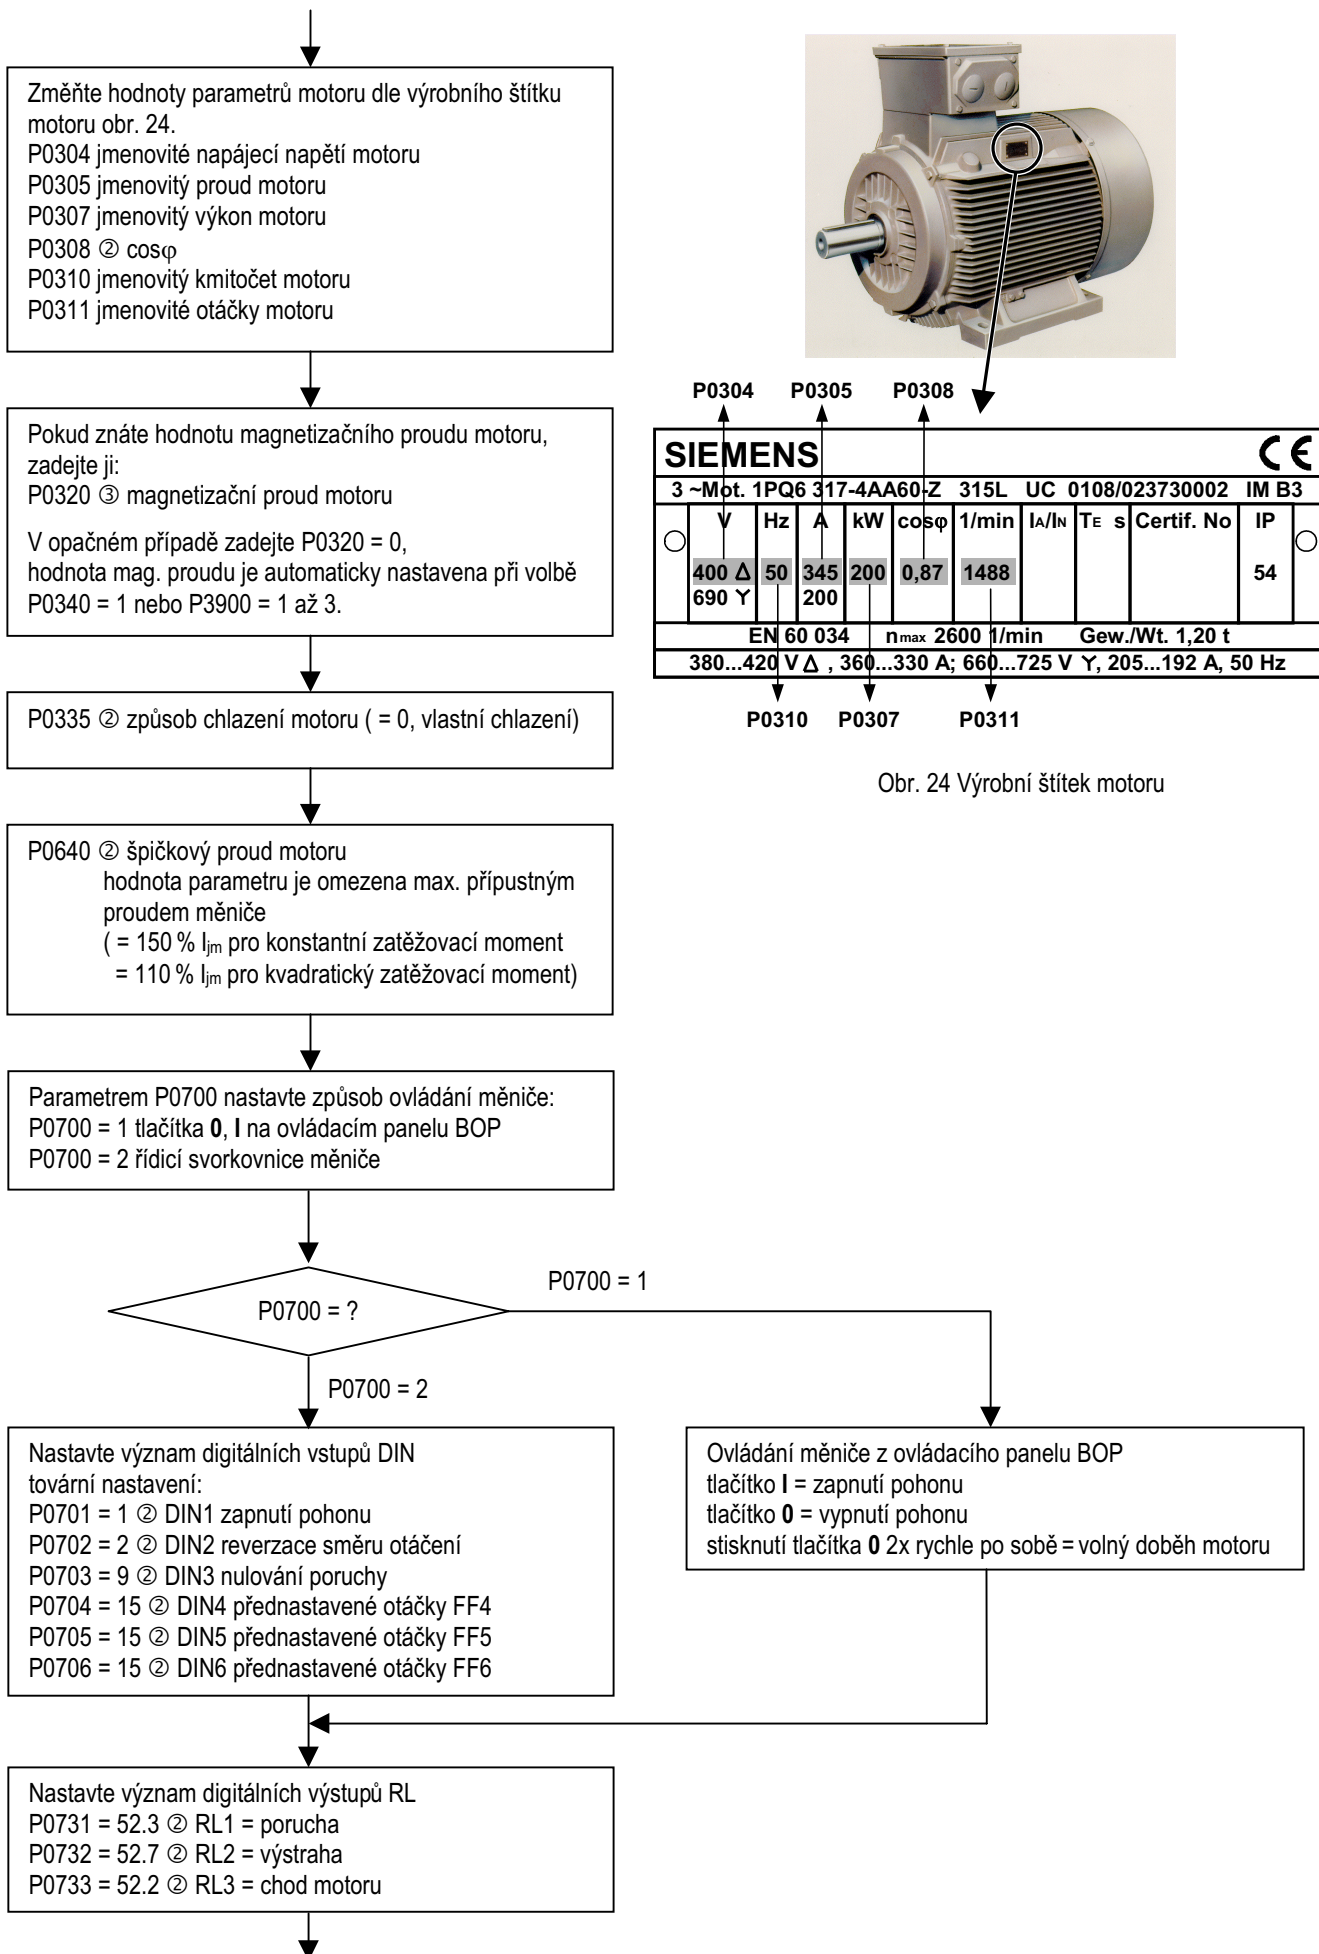 Změňte hodnoty parametrů motoru dle výrobního štítku
motoru obr. 24.
P0304 jmenovité napájecí napětí motoru
P0305 jmenovitý proud motoru
P0307 jmenovitý výkon motoru
P0308 ② cosφ
P0310 jmenovitý kmitočet motoru
P0311 jmenovité otáčky motoru
Pokud znáte hodnotu magnetizačního proudu motoru,
zadejte ji:
P0320 ③ magnetizační proud motoru
V opačném případě zadejte P0320 = 0,
hodnota mag. proudu je automaticky nastavena při volbě
P0340 = 1 nebo P3900 = 1 až 3.
P0335 ② způsob chlazení motoru ( = 0, vlastní chlazení)
P0640 ② špičkový proud motoru
hodnota parametru je omezena max. přípustným
proudem měniče
( = 150 % Ijm pro konstantní zatěžovací moment
= 110 % Ijm pro kvadratický zatěžovací moment)
Parametrem P0700 nastavte způsob ovládání měniče:
P0700 = 1 tlačítka 0, I na ovládacím panelu BOP
P0700 = 2 řídicí svorkovnice měniče
P0304 P0305 P0308
SIEMENS CE
3 ~Mot. 1PQ6 317-4AA60-Z 315L UC 0108/023730002 IM B3
V Hz A kW cosφ 1/min IA/IN TE s Certif. No IP
400 Δ 50 345 200 0,87 1488 54
690 Y 200
EN 60 034 nmax 2600 1/min Gew./Wt. 1,20 t
380...420 V Δ , 360...330 A; 660...725 V Y, 205...192 A, 50 Hz
P0310 P0307 P0311
Obr. 24 Výrobní štítek motoru
P0700 = ?
P0700 = 1
P0700 = 2
Nastavte význam digitálních vstupů DIN
tovární nastavení:
P0701 = 1 ② DIN1 zapnutí pohonu
P0702 = 2 ② DIN2 reverzace směru otáčení
P0703 = 9 ② DIN3 nulování poruchy
P0704 = 15 ② DIN4 přednastavené otáčky FF4
P0705 = 15 ② DIN5 přednastavené otáčky FF5
P0706 = 15 ② DIN6 přednastavené otáčky FF6
Ovládání měniče z ovládacího panelu BOP
tlačítko I = zapnutí pohonu
tlačítko 0 = vypnutí pohonu
stisknutí tlačítka 0 2x rychle po sobě = volný doběh motoru
Nastavte význam digitálních výstupů RL
P0731 = 52.3 ② RL1 = porucha
P0732 = 52.7 ② RL2 = výstraha
P0733 = 52.2 ② RL3 = chod motoru